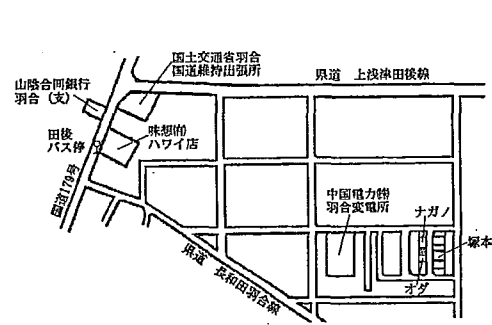 国土交通省羽合
国道維持出張所
県道 上浅津田後線
山陰合同銀行
羽合(支)
田後
バス停
味想㈲
ハワイ店
国道179号
中国電力㈱
羽合変電所
ナガノ
塚本
オダ
県道 長和田羽合線